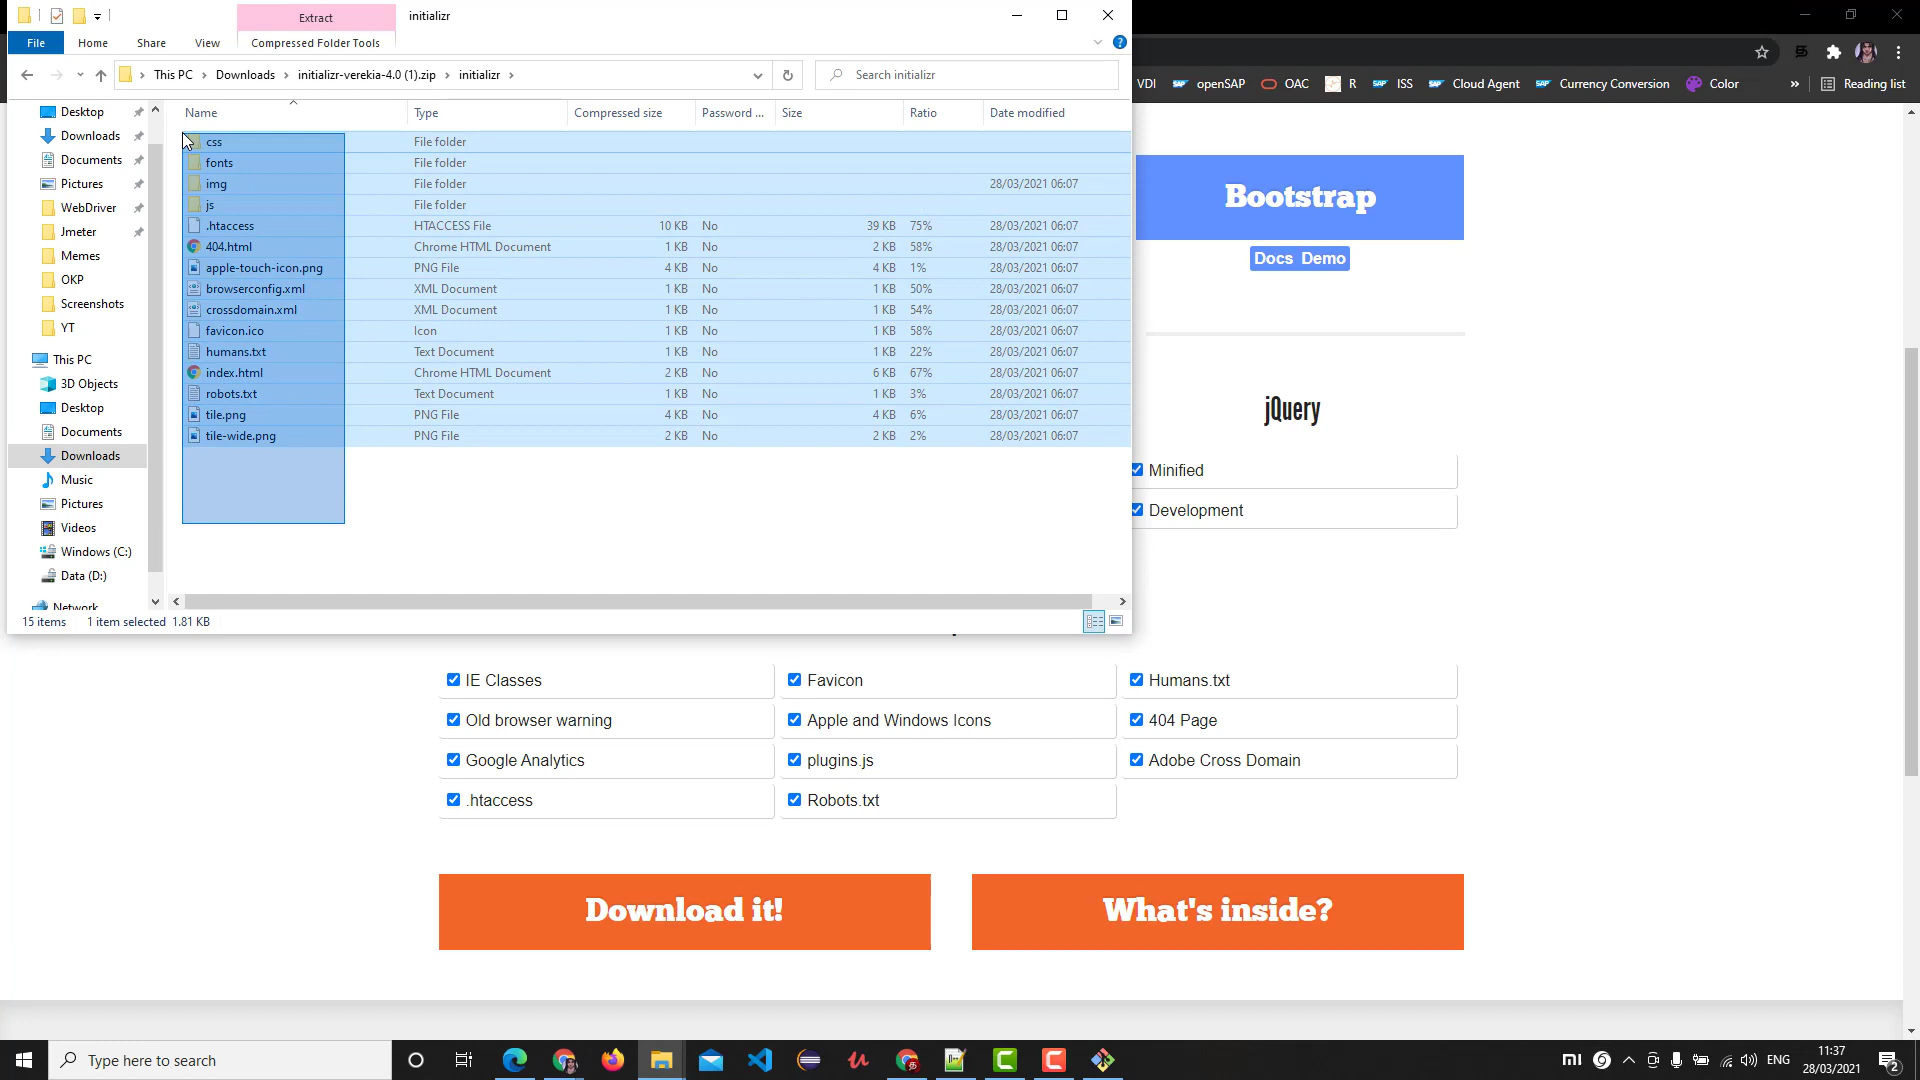 Extract
initializr
File
Home
Share
View
Compressed Folder Tools
This PC
Downloads
initializr-verekia-4.0 (1).zip
initializr
Search initializr
VDI
openSAP
OAC
R
ISS
Cloud Agent
Currency Conversion
Color
»
Reading list
Desktop
Downloads
Documents
Pictures
WebDriver
Jmeter
Memes
OKP
Screenshots
YT
This PC
3D Objects
Desktop
Documents
Downloads
Music
Pictures
Videos
Windows (C:)
Data (D:)
Network
Name Type Compressed size Password ... Size Ratio Date modified
css File folder
fonts File folder
img File folder 28/03/2021 06:07
js File folder
.htaccess HTACCESS File 10 KB No 39 KB 75% 28/03/2021 06:07
404.html Chrome HTML Document 1 KB No 2 KB 58% 28/03/2021 06:07
apple-touch-icon.png PNG File 4 KB No 4 KB 1% 28/03/2021 06:07
browserconfig.xml XML Document 1 KB No 1 KB 50% 28/03/2021 06:07
crossdomain.xml XML Document 1 KB No 1 KB 54% 28/03/2021 06:07
favicon.ico Icon 1 KB No 1 KB 58% 28/03/2021 06:07
humans.txt Text Document 1 KB No 1 KB 22% 28/03/2021 06:07
index.html Chrome HTML Document 2 KB No 6 KB 67% 28/03/2021 06:07
robots.txt Text Document 1 KB No 1 KB 3% 28/03/2021 06:07
tile.png PNG File 4 KB No 4 KB 6% 28/03/2021 06:07
tile-wide.png PNG File 2 KB No 2 KB 2% 28/03/2021 06:07
15 items 1 item selected 1.81 KB
Bootstrap
Docs Demo
jQuery
Minified
Development
IE Classes
Favicon
Humans.txt
Old browser warning
Apple and Windows Icons
404 Page
Google Analytics
plugins.js
Adobe Cross Domain
.htaccess
Robots.txt
Download it!
What's inside?
Type here to search
ENG
11:37
28/03/2021
2